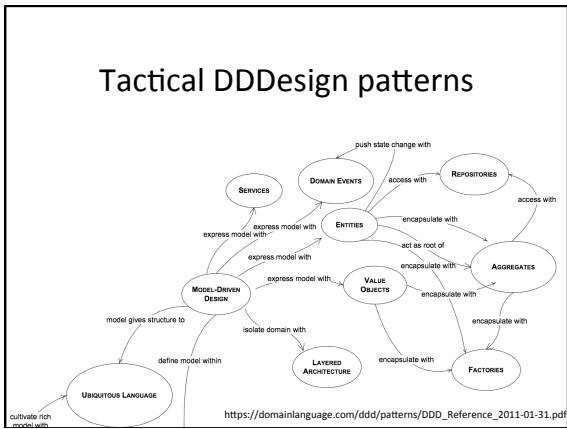 Tactical DDDesign patterns
push state change with
DOMAIN EVENTS
REPOSITORIES
SERVICES
access with
access with
ENTITIES
encapsulate with
express model with
express model with
act as root of
express model with
encapsulate with
AGGREGATES
MODEL-DRIVEN
DESIGN
express model with
VALUE
OBJECTS
encapsulate with
model gives structure to
isolate domain with
encapsulate with
define model within
encapsulate with
LAYERED
ARCHITECTURE
FACTORIES
UBIQUITOUS LANGUAGE
cultivate rich
model with
https://domainlanguage.com/ddd/patterns/DDD_Reference_2011-01-31.pdf